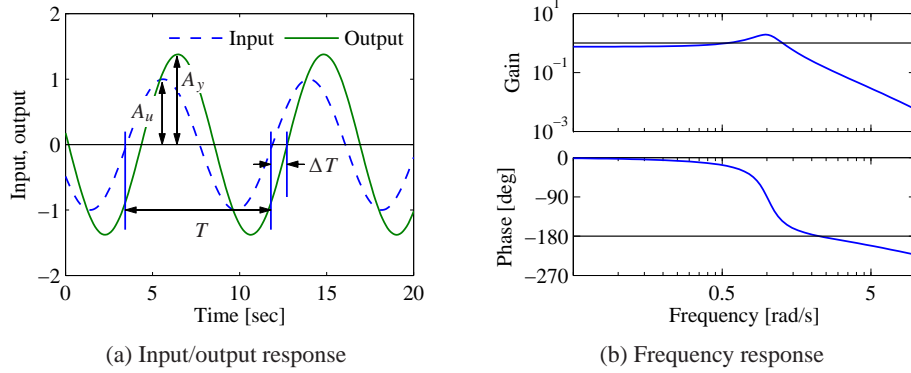 2
1
0
−1
−2
Input, output
0
5
10
15
20
Time [sec]
Input
Output
A_u
A_y
ΔT
T
(a) Input/output response
10^1
10^−1
10^−3
Gain
0
−90
−180
−270
Phase [deg]
0.5
5
Frequency [rad/s]
(b) Frequency response